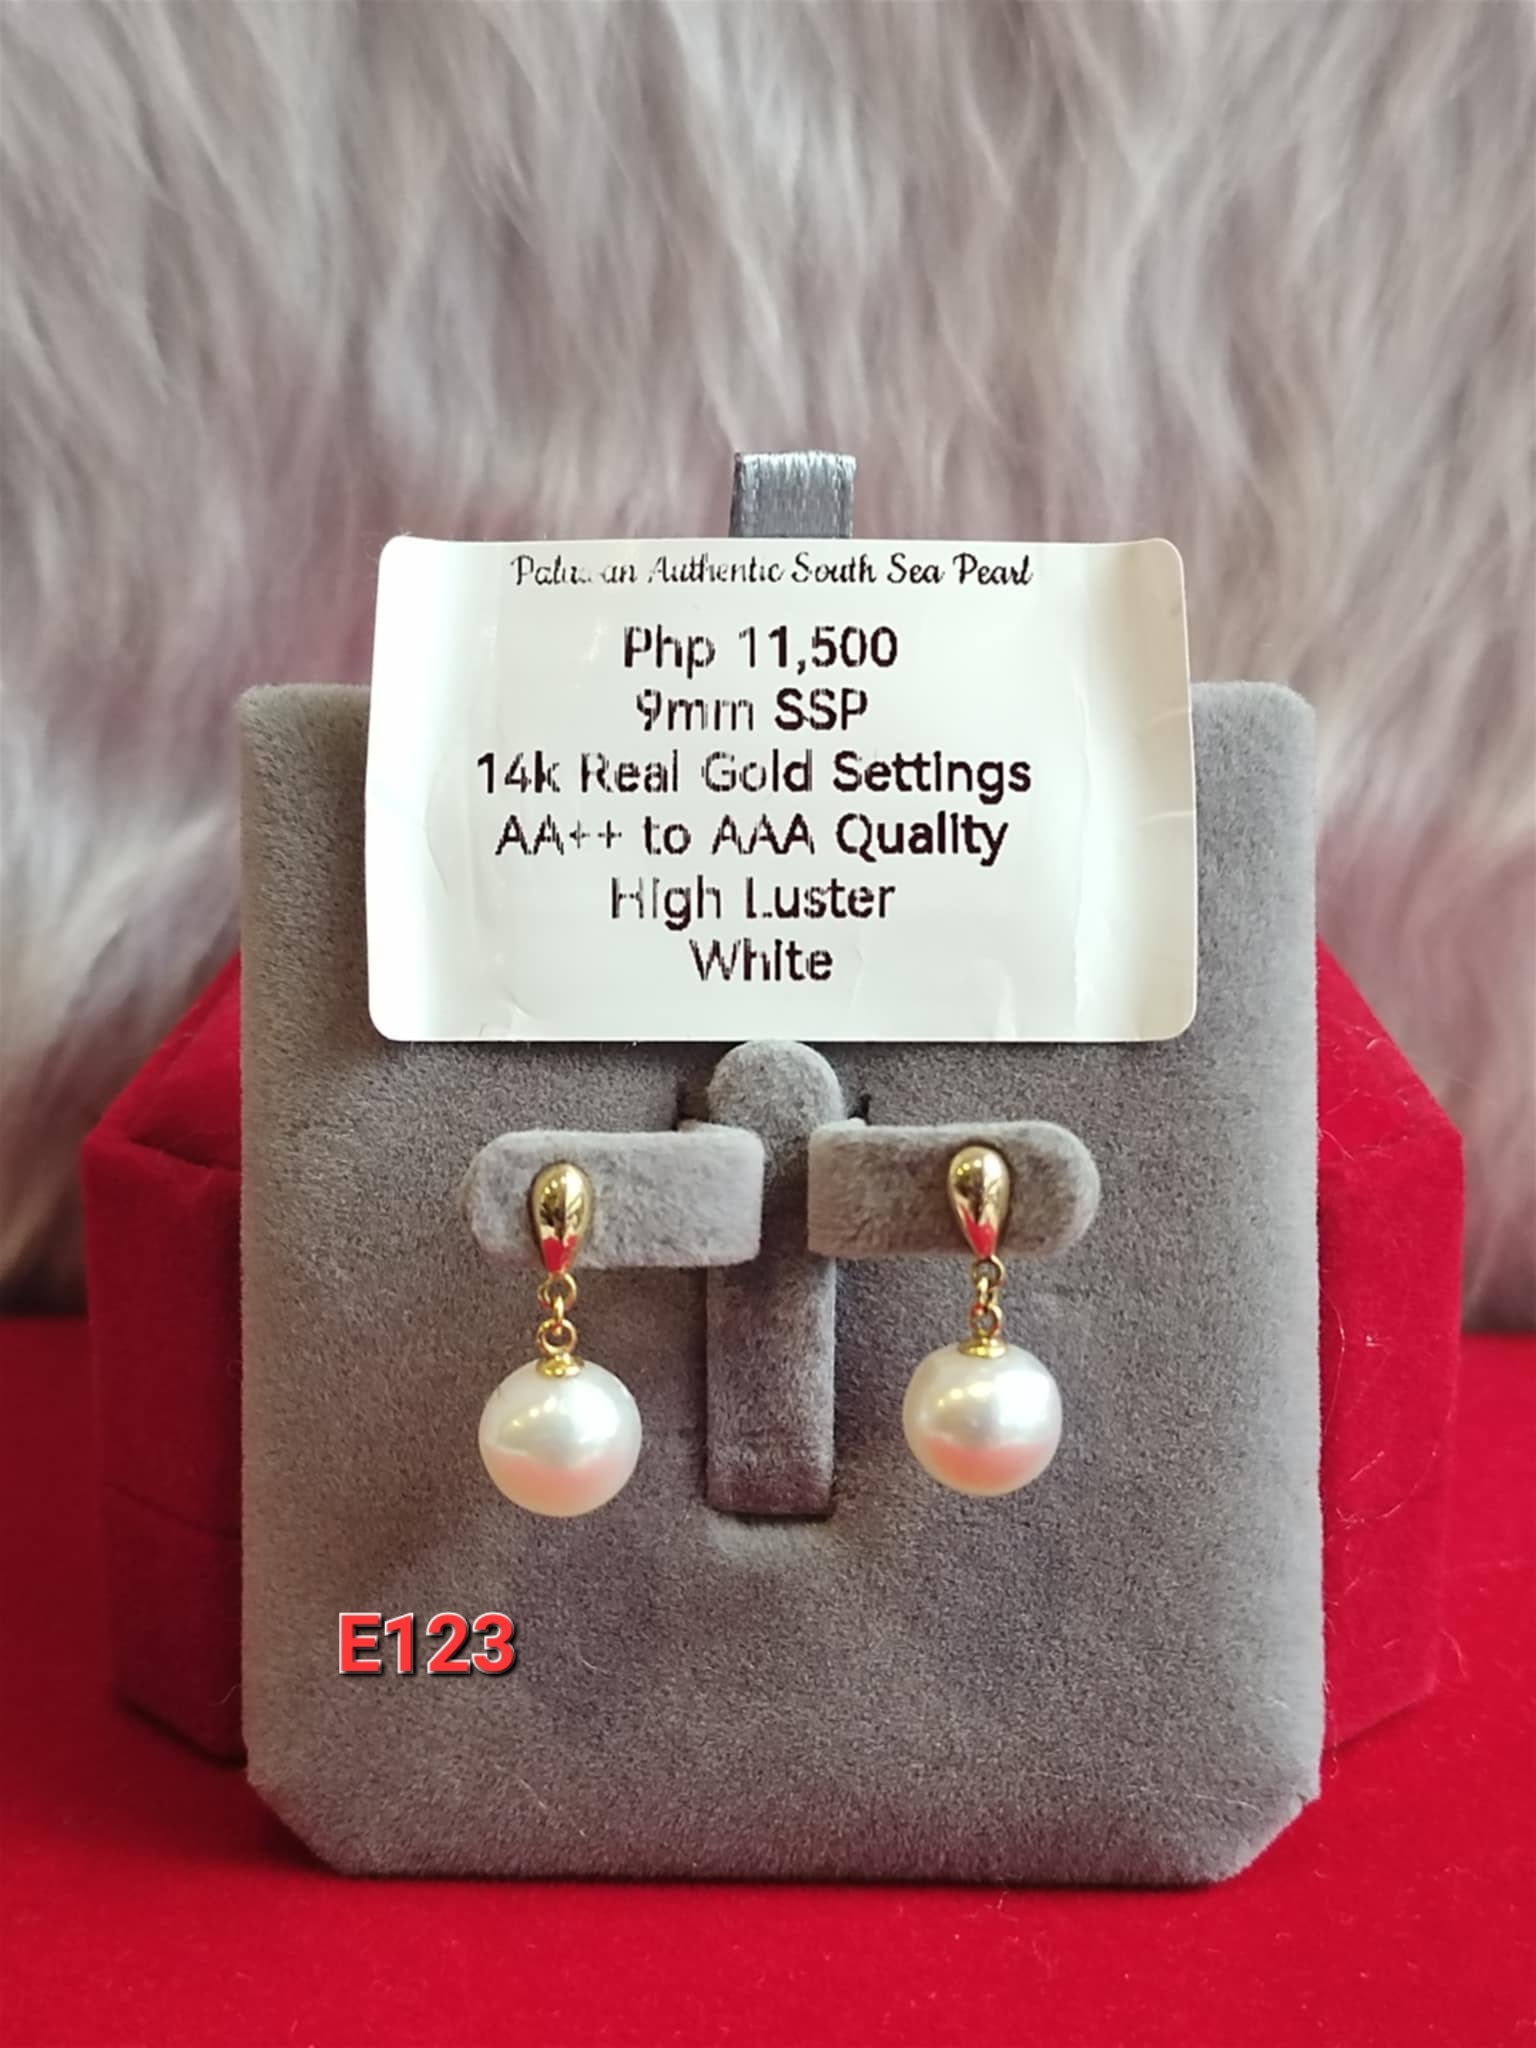 Authentic South Sea Pearl
Php 11,500
9mm SSP
14k Real Gold Settings
AA++ to AAA Quality
High Luster
White
E123